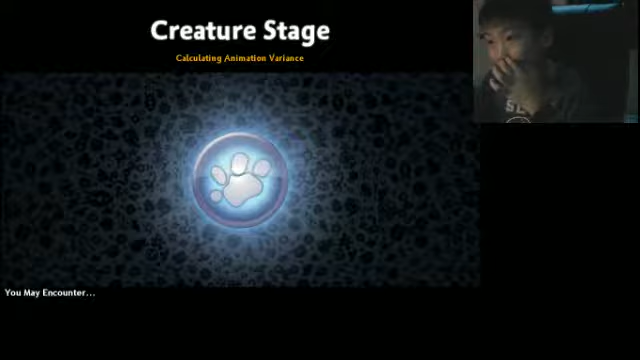 Creature Stage
Calculating Animation Variance
You May Encounter...